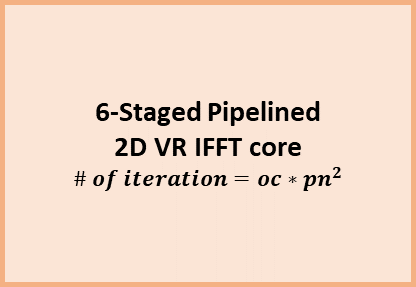 6-Staged Pipelined
2D VR IFFT core
# of iteration = oc * pn²